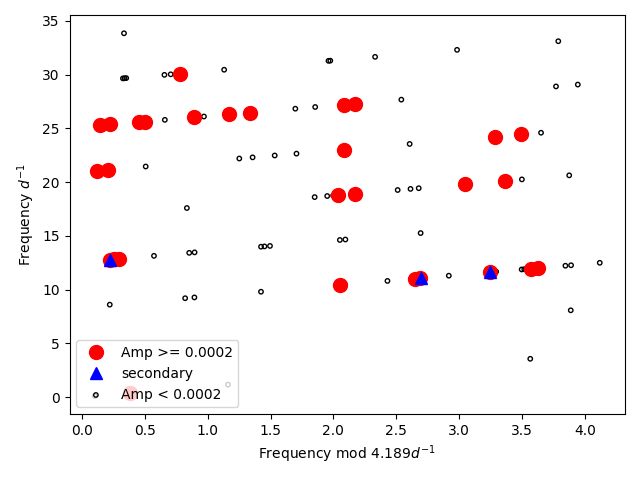 35
30
25
20
15
10
5
0
Frequency d⁻¹
Amp >= 0.0002
secondary
Amp < 0.0002
0.0 0.5 1.0 1.5 2.0 2.5 3.0 3.5 4.0
Frequency mod 4.189d⁻¹